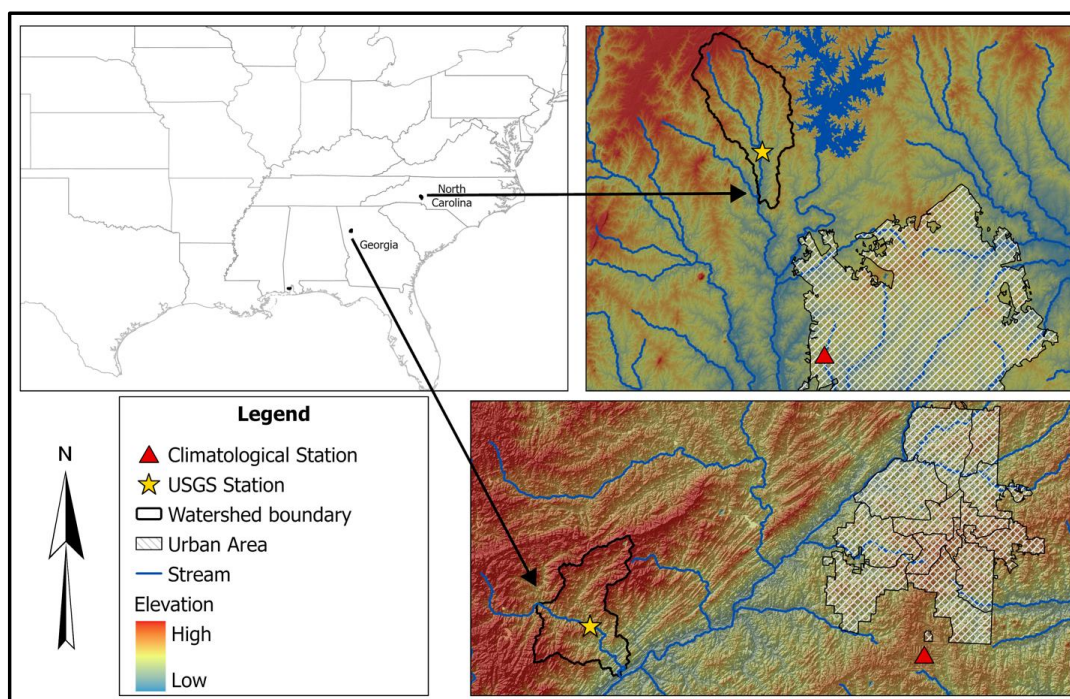 North
Carolina
Georgia
Legend
N
Climatological Station
USGS Station
Watershed boundary
Urban Area
Stream
Elevation
High
Low